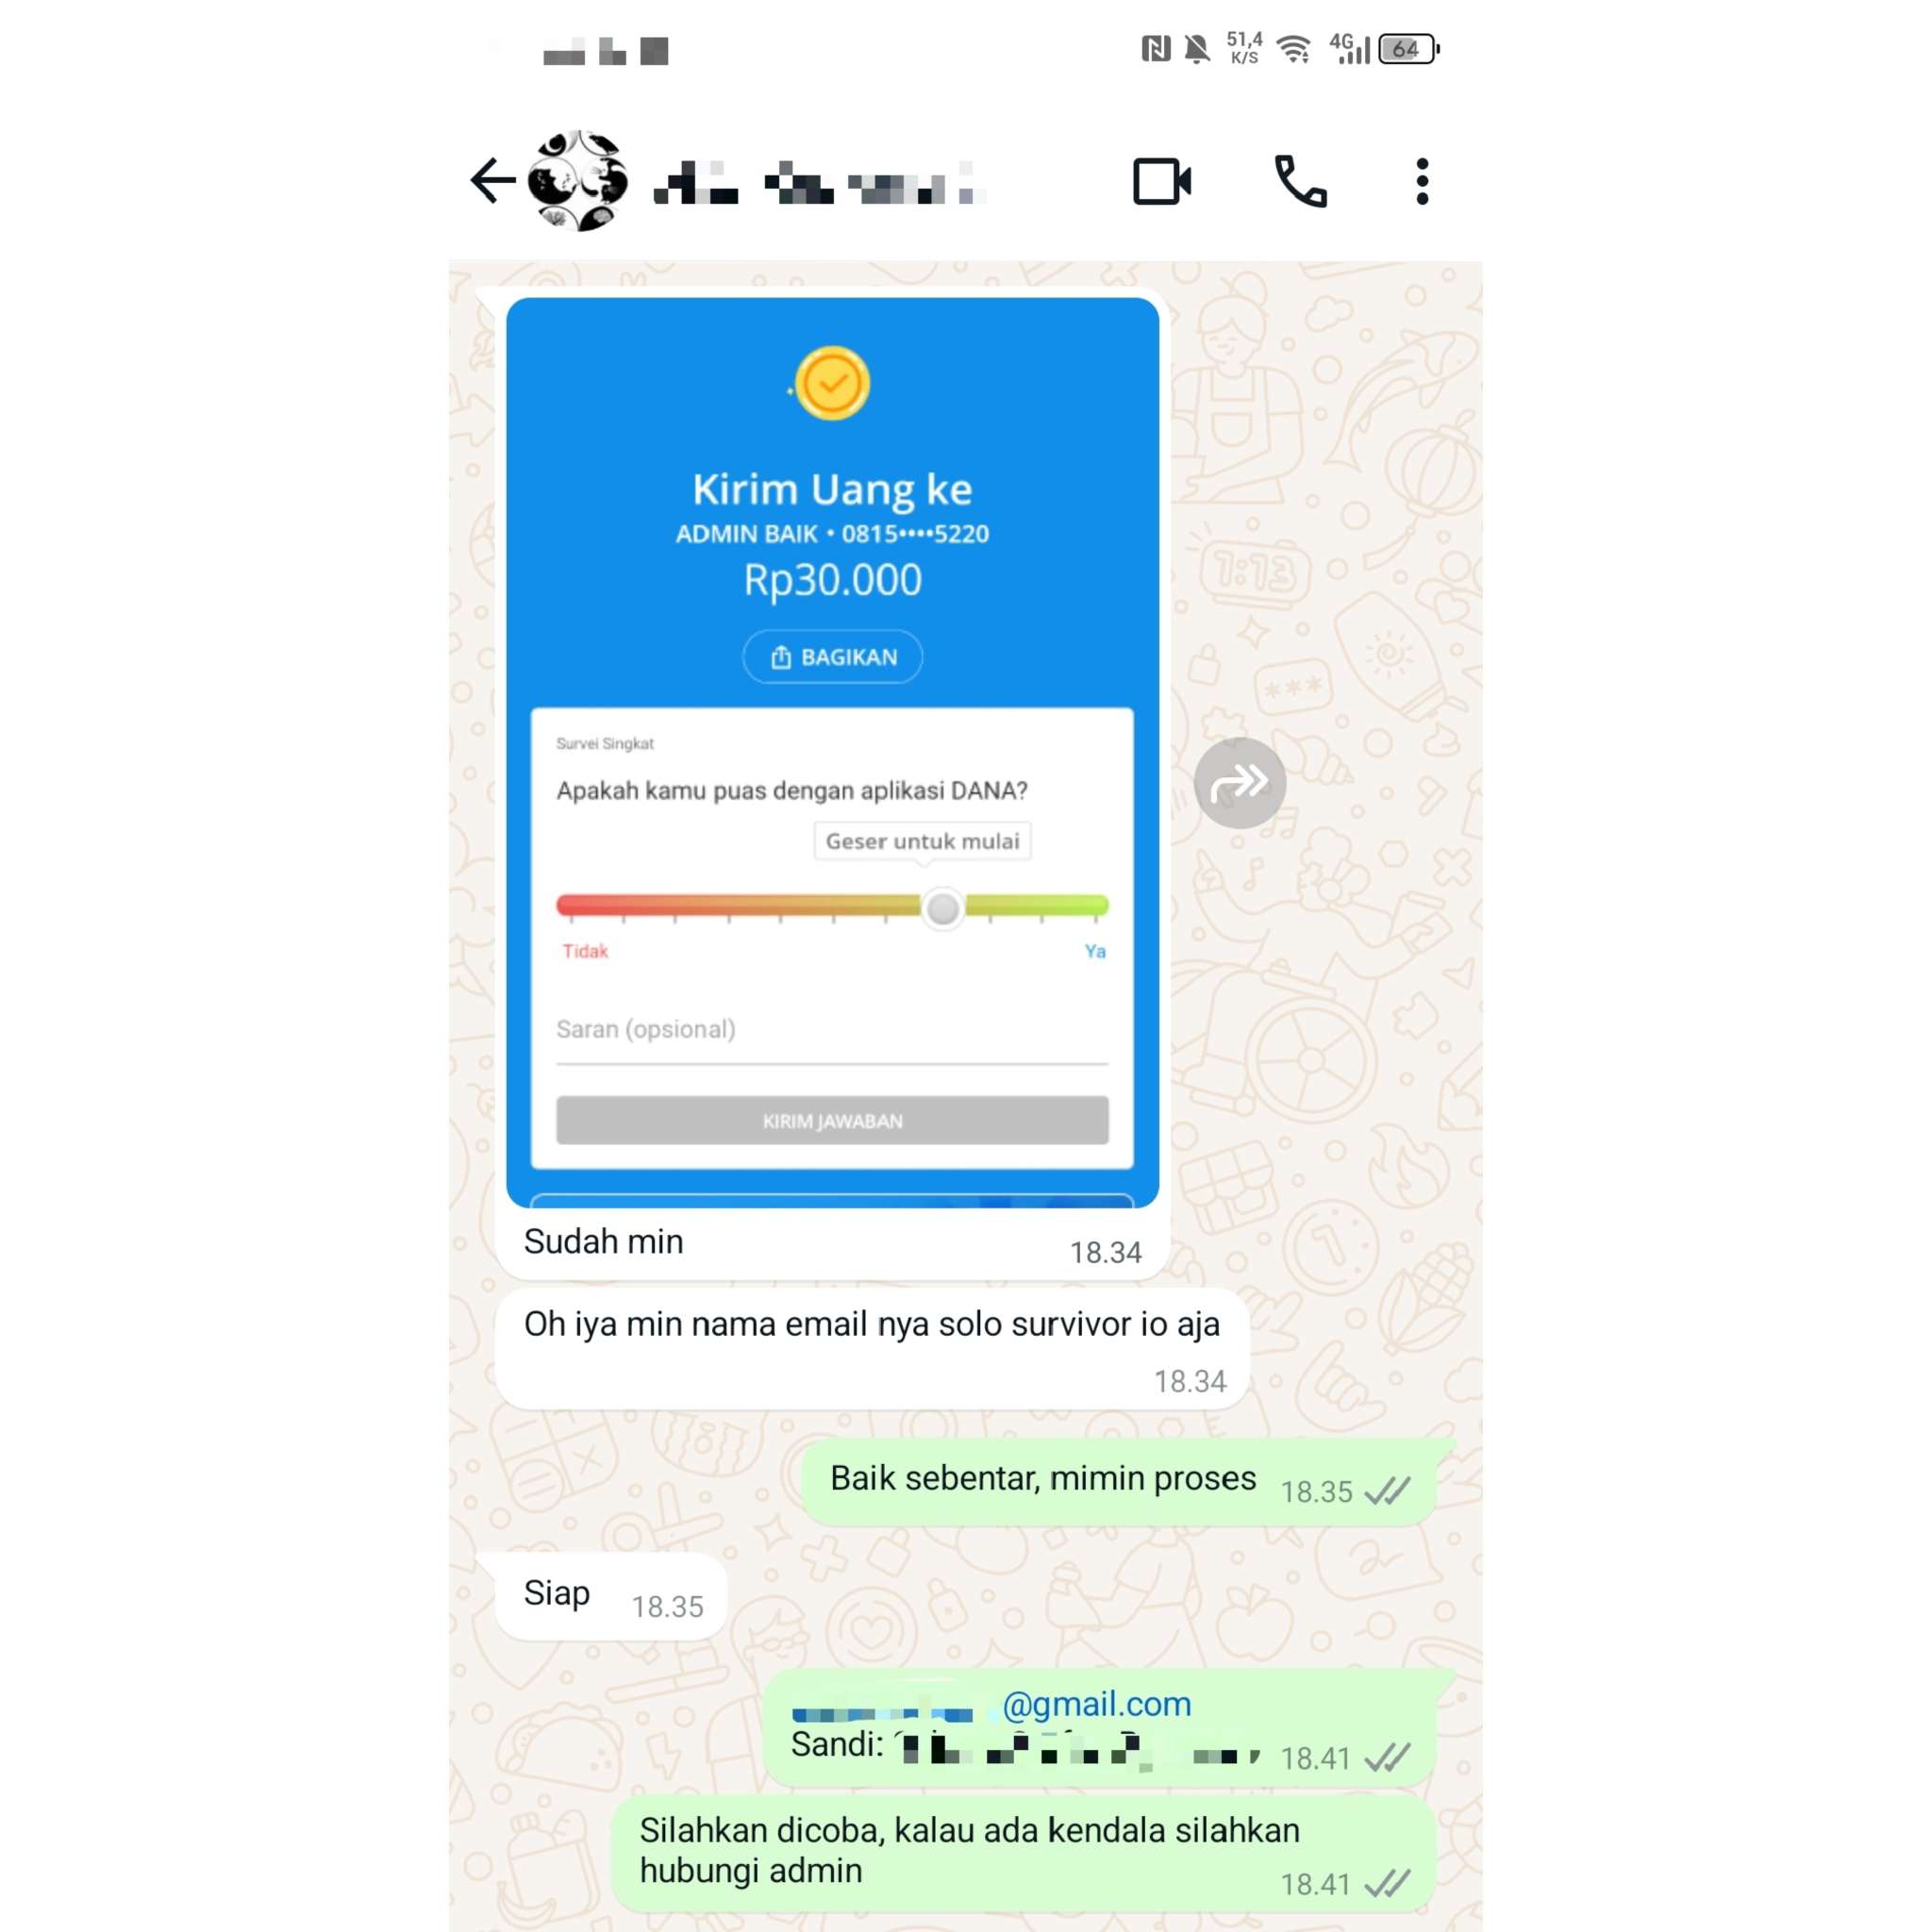 51,4
K/S
4G
64
Kirim Uang ke
ADMIN BAIK • 0815••••5220
Rp30.000
BAGIKAN
Survei Singkat
Apakah kamu puas dengan aplikasi DANA?
Geser untuk mulai
Tidak
Ya
Saran (opsional)
KIRIM JAWABAN
Sudah min
18.34
Oh iya min nama email nya solo survivor io aja
18.34
Baik sebentar, mimin proses
18.35
Siap
18.35
@gmail.com
Sandi:
18.41
Silahkan dicoba, kalau ada kendala silahkan
hubungi admin
18.41